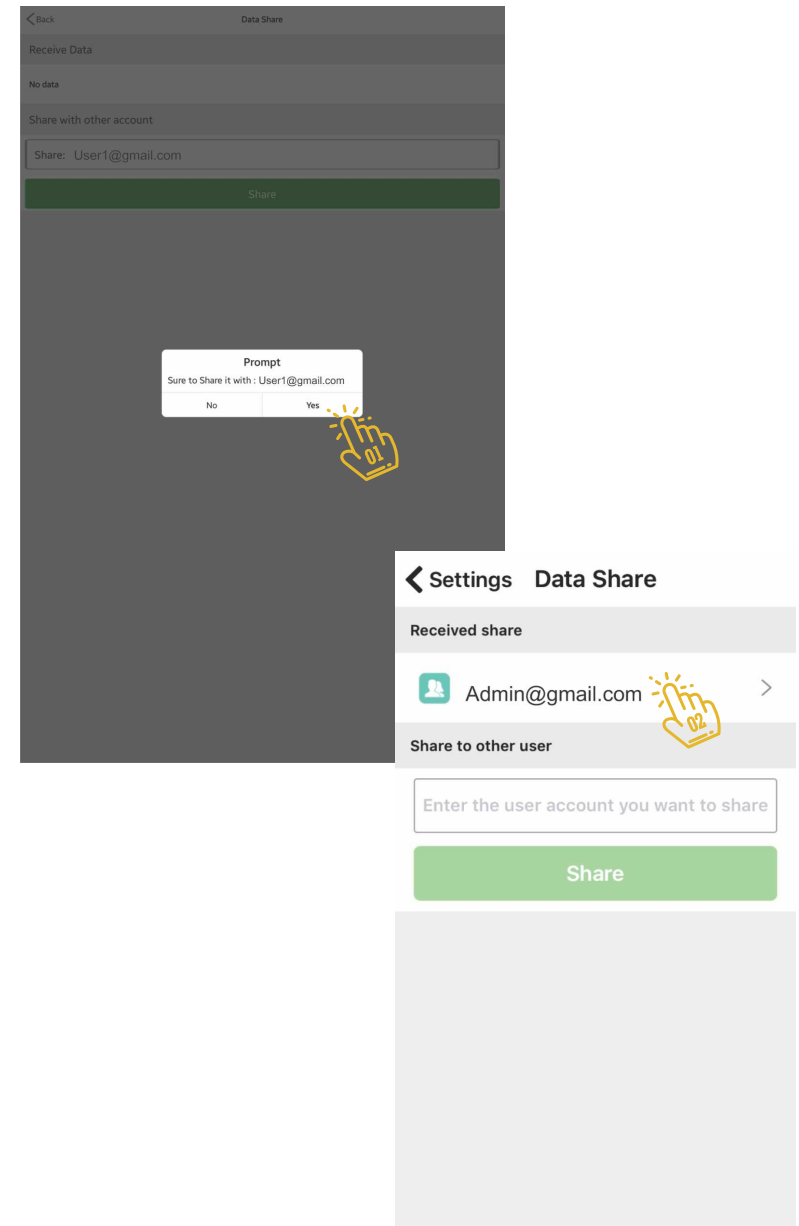 Back Data Share
Receive Data
No data
Share with other account
Share: User1@gmail.com
Share
Prompt
Sure to Share it with : User1@gmail.com
No Yes
01
Settings Data Share
Received share
Admin@gmail.com
02
Share to other user
Enter the user account you want to share
Share